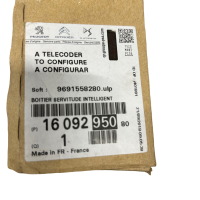 A TELECODER
TO CONFIGURE
A CONFIGURAR
Soft : 9691558280.ulp
BOITIER SERVITUDE INTELLIGENT
(P) 16 092 950 80
(Q) 1
Made in FR - France